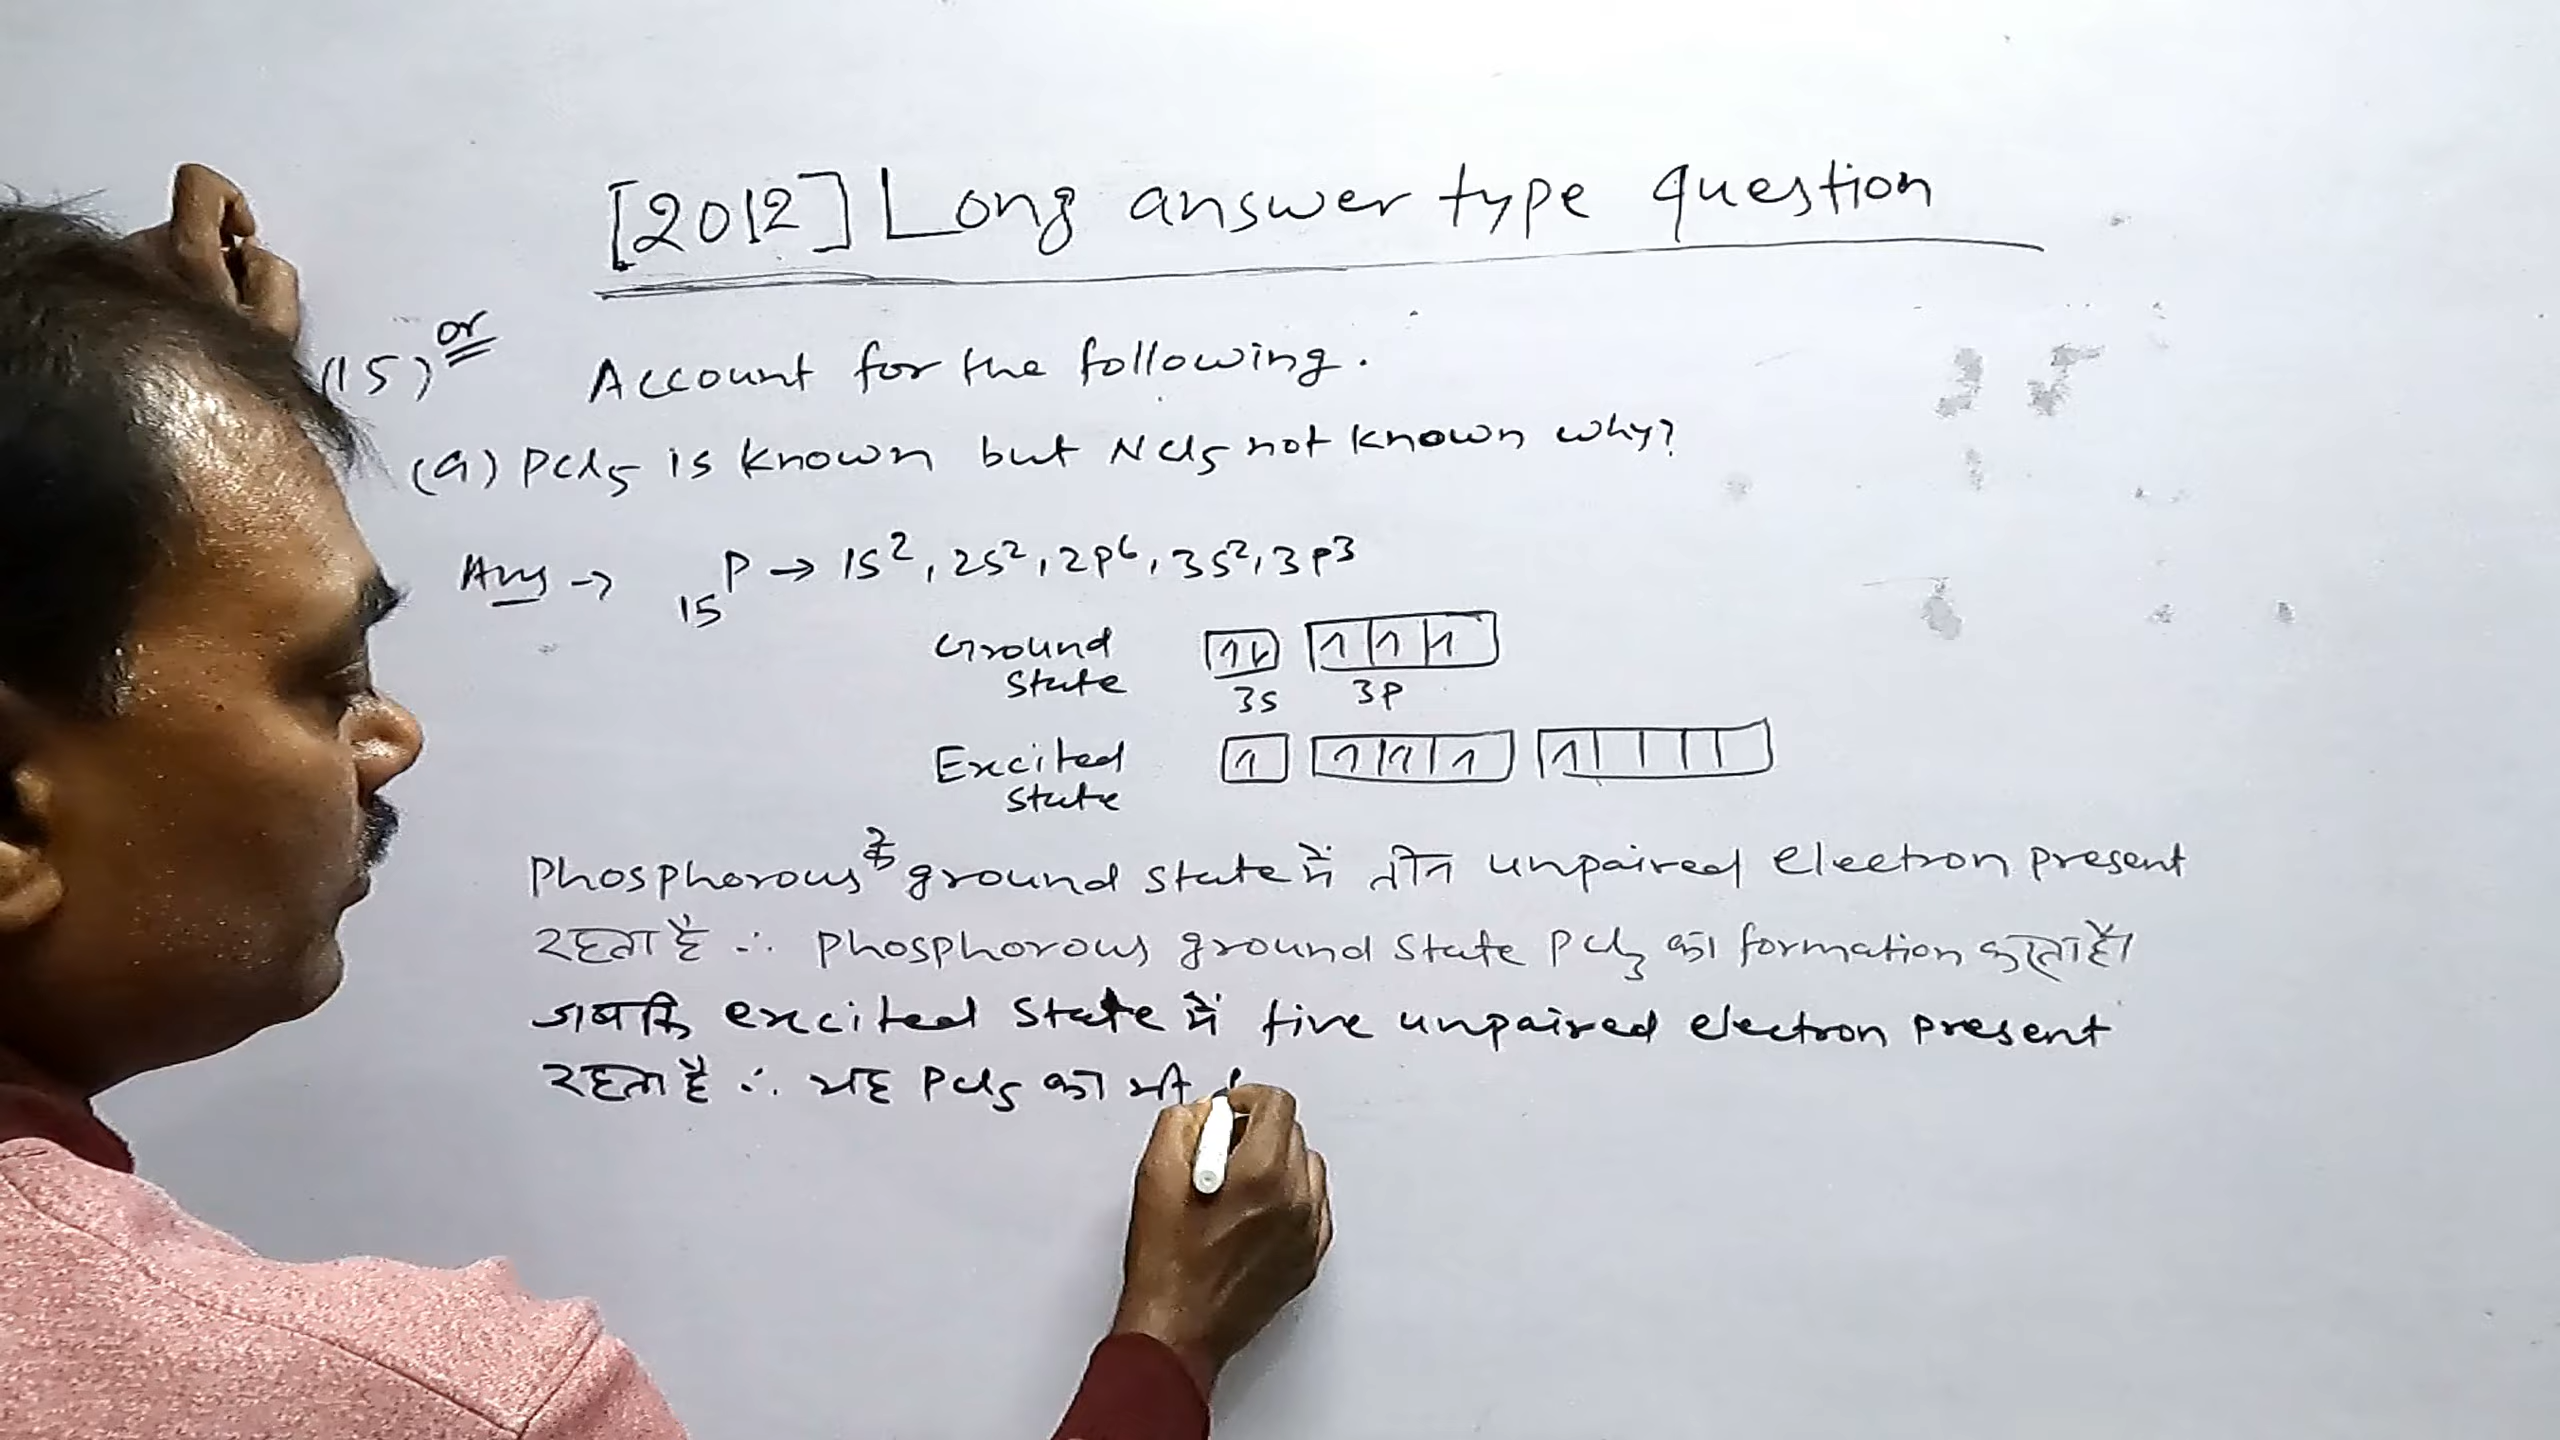 [2012] Long answer type question
(15) or Account for the following.
(a) PCl5 is known but NCl5 not known why?
Ans → 15P → 1s2, 2s2, 2p6, 3s2, 3p3
Ground State
3s 3p
Excited State
Phosphorous के ground state में तीन unpaired electron present
रहता है ∴ phosphorous ground state PCl3 का formation करता है।
जबकि excited state में five unpaired electron present
रहता है ∴ यह PCl5 का भी